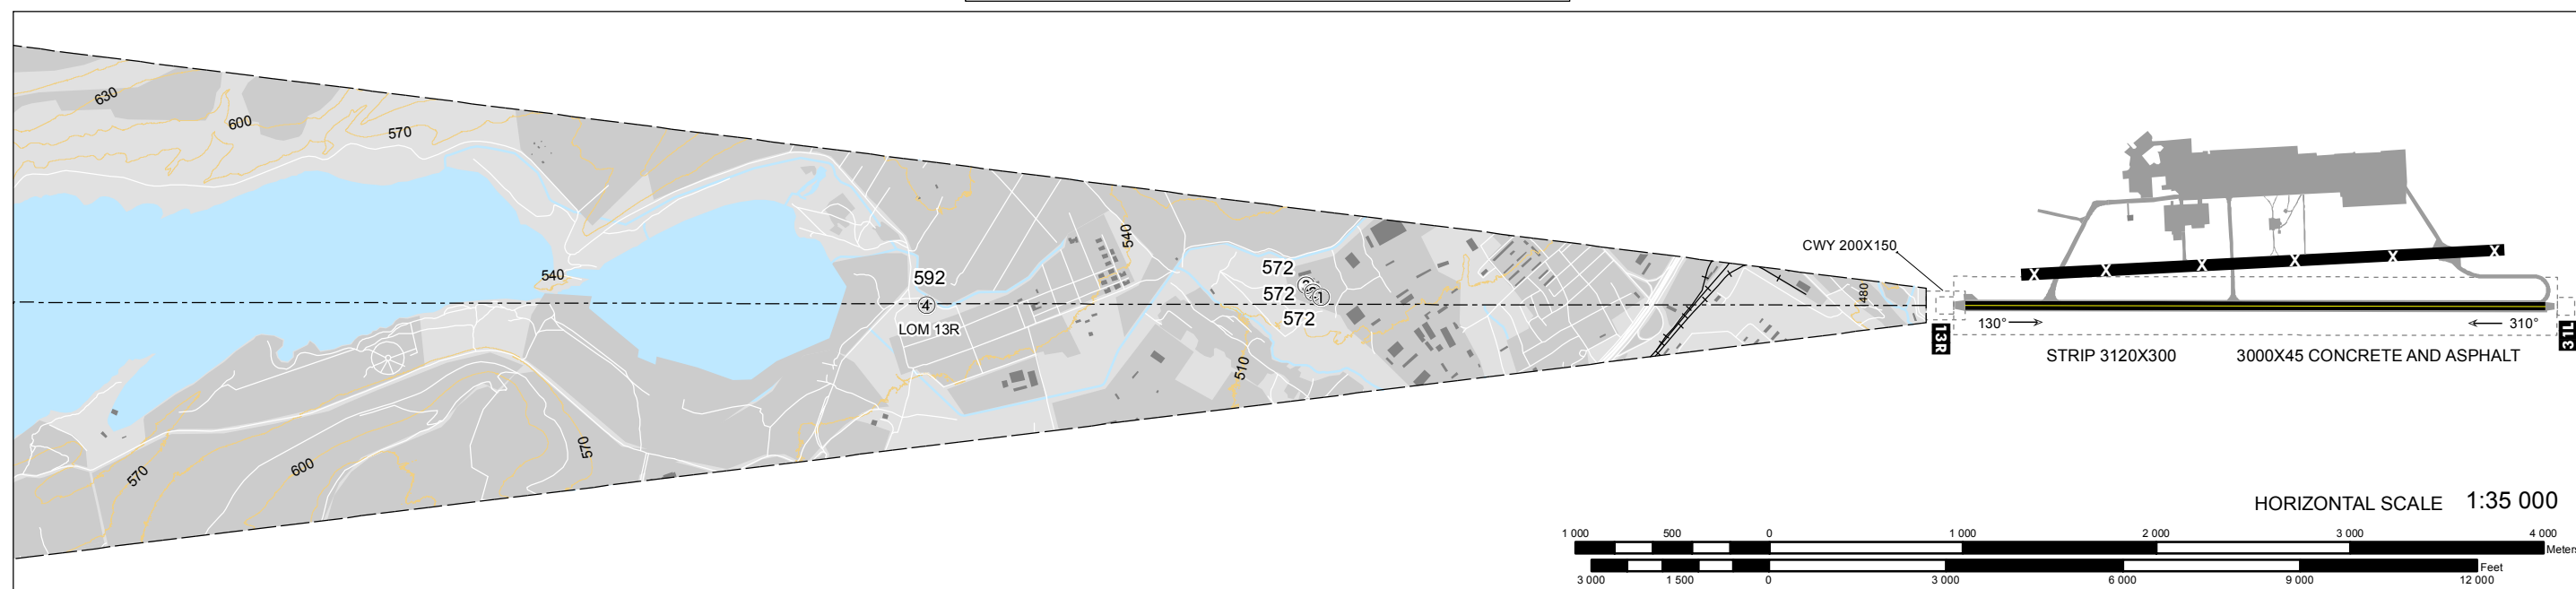 630
600
570
540
592
4
LOM 13R
540
572
572
572
1
510
480
CWY 200X150
13R
130°
310°
STRIP 3120X300
3000X45 CONCRETE AND ASPHALT
X X X X X X
570
600
570
HORIZONTAL SCALE 1:35 000
1 000 500 0 1 000 2 000 3 000 4 000
Meters
Feet
3 000 1 500 0 3 000 6 000 9 000 12 000